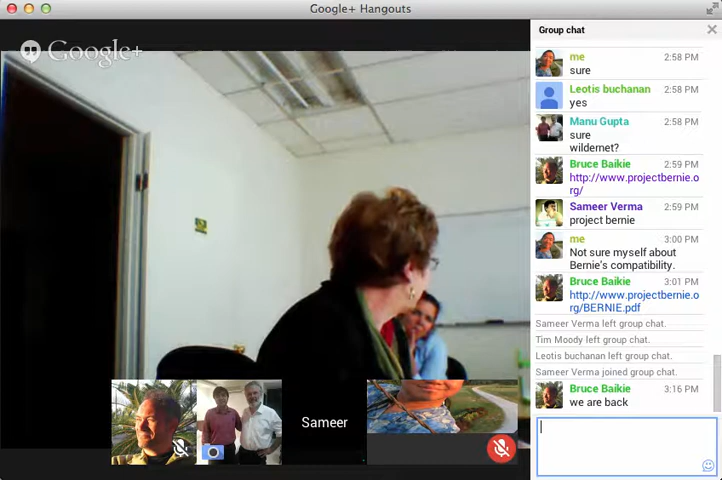 Google+ Hangouts
Google+
Group chat
me 2:58 PM
sure
Leotis buchanan 2:58 PM
yes
Manu Gupta 2:58 PM
sure
wildernet?
Bruce Baikie 2:59 PM
http://www.projectbernie.o
rg/
Sameer Verma 2:59 PM
project bernie
me 3:00 PM
Not sure myself about
Bernie's compatibility.
Bruce Baikie 3:01 PM
http://www.projectbernie.o
rg/BERNIE.pdf
Sameer Verma left group chat.
Tim Moody left group chat.
Leotis buchanan left group chat.
Sameer Verma joined group chat.
Bruce Baikie 3:16 PM
we are back
Sameer